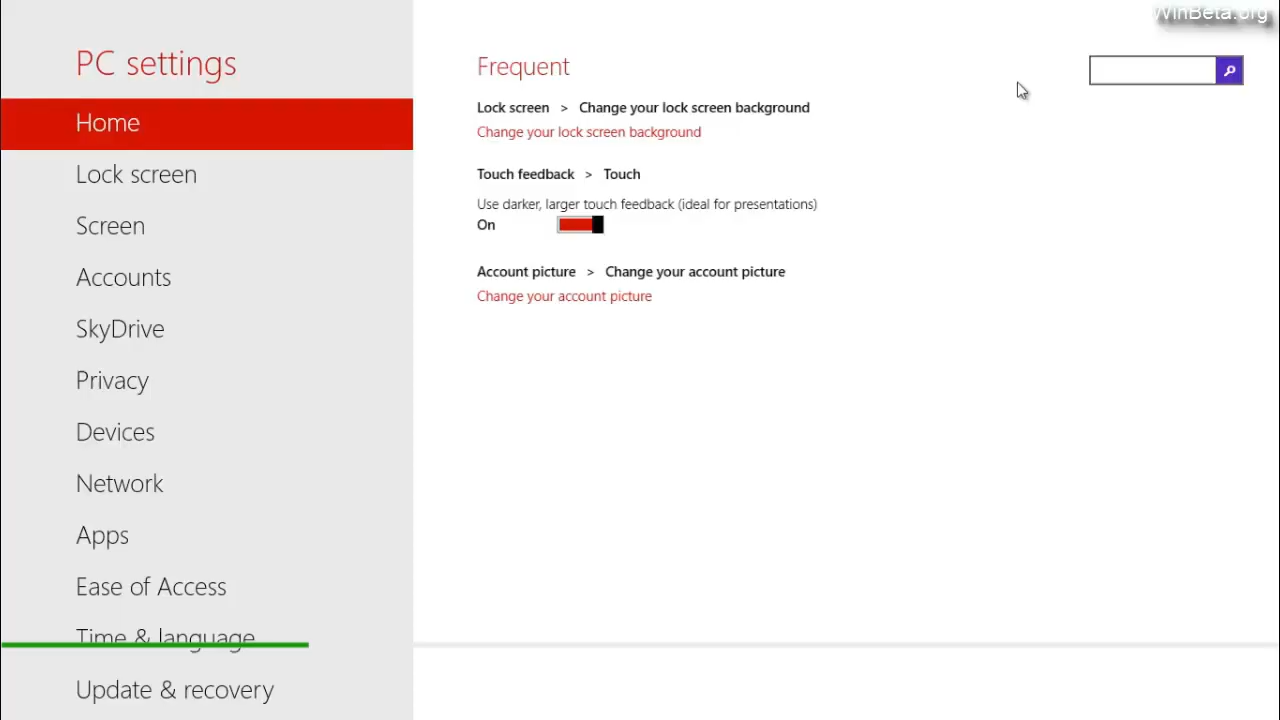 WinBeta.org
PC settings
Home
Lock screen
Screen
Accounts
SkyDrive
Privacy
Devices
Network
Apps
Ease of Access
Time & language
Update & recovery
Frequent
Lock screen > Change your lock screen background
Change your lock screen background
Touch feedback > Touch
Use darker, larger touch feedback (ideal for presentations)
On
Account picture > Change your account picture
Change your account picture